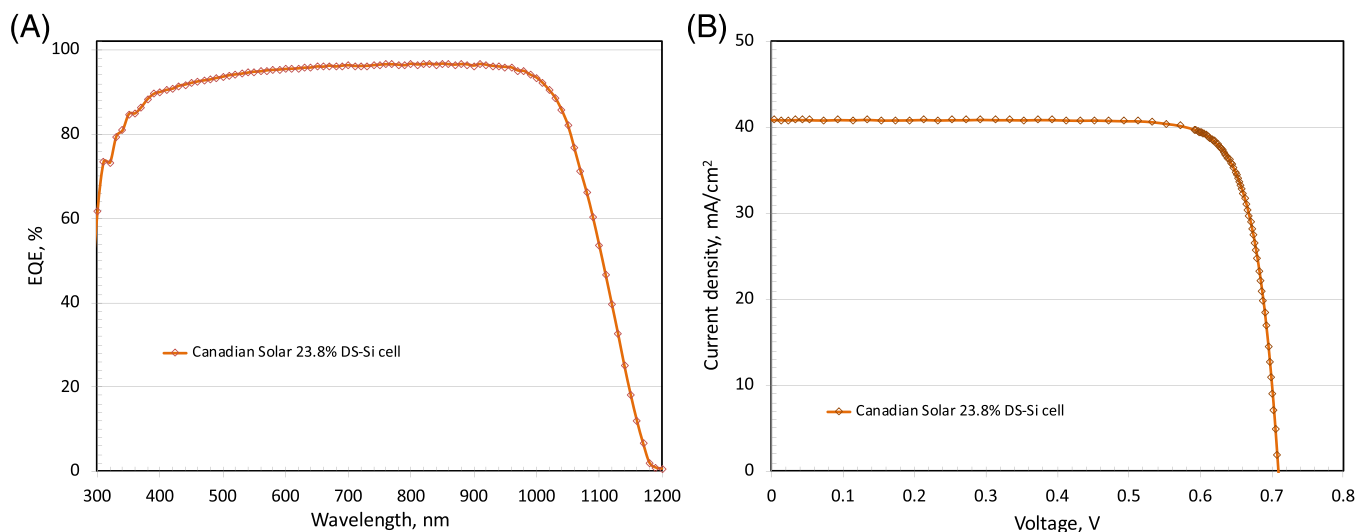 (A)
100
80
60
40
20
0
EQE, %
Canadian Solar 23.8% DS-Si cell
300 400 500 600 700 800 900 1000 1100 1200
Wavelength, nm
(B)
50
40
30
20
10
0
Current density, mA/cm²
Canadian Solar 23.8% DS-Si cell
0 0.1 0.2 0.3 0.4 0.5 0.6 0.7 0.8
Voltage, V